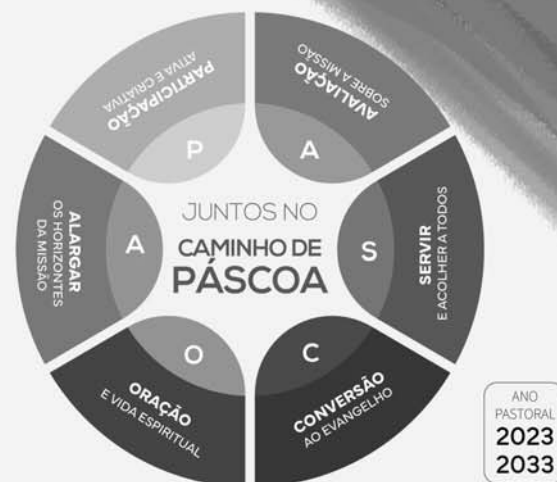 PARTICIPAÇÃO
ATIVA E CRIATIVA
P
AVALIAÇÃO
SOBRE A MISSÃO
A
SERVIR
E ACOLHER A TODOS
S
CONVERSÃO
AO EVANGELHO
C
ORAÇÃO
E VIDA ESPIRITUAL
O
ALARGAR
OS HORIZONTES
DA MISSÃO
A
JUNTOS NO
CAMINHO DE
PÁSCOA
ANO
PASTORAL
2023
2033